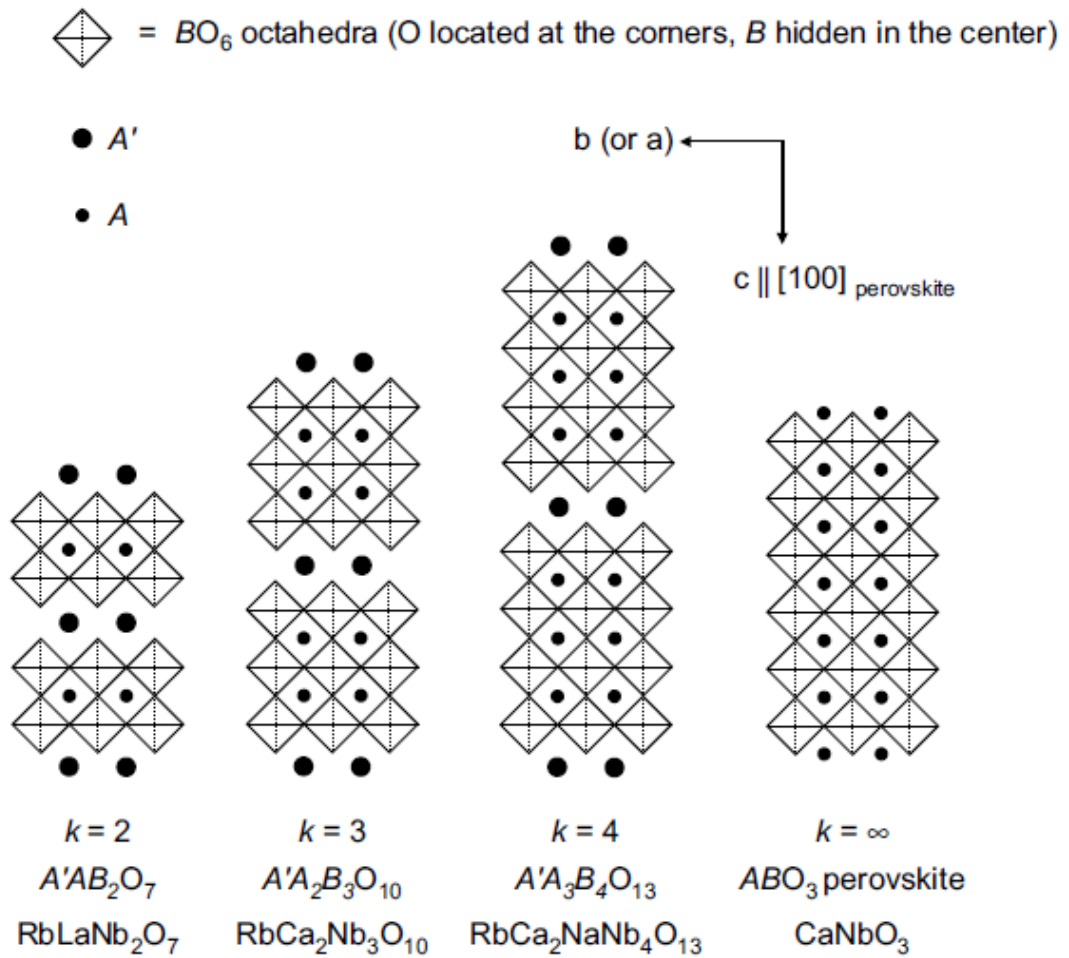 = BO₆ octahedra (O located at the corners, B hidden in the center)
A'
b (or a)
A
c || [100] perovskite
k = 2
k = 3
k = 4
k = ∞
A'AB₂O₇
A'A₂B₃O₁₀
A'A₃B₄O₁₃
ABO₃ perovskite
RbLaNb₂O₇
RbCa₂Nb₃O₁₀
RbCa₂NaNb₄O₁₃
CaNbO₃